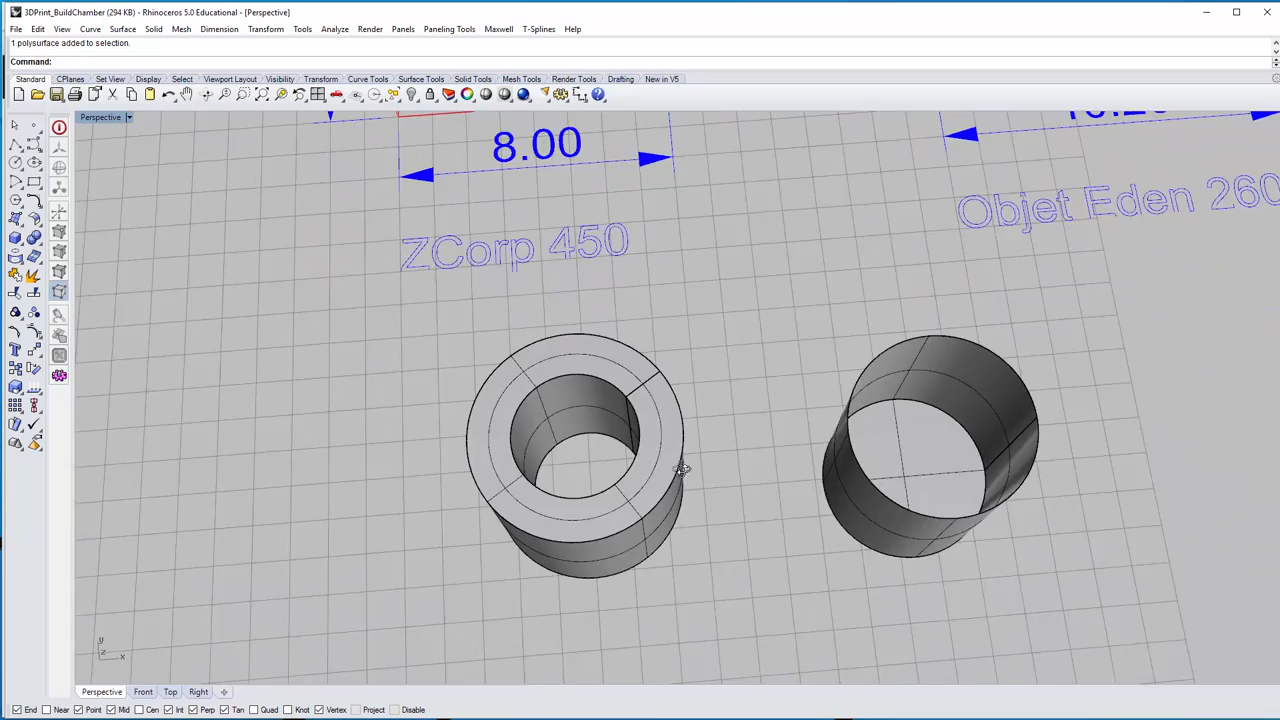 3DPrint_BuildChamber (294 KB) - Rhinoceros 5.0 Educational - [Perspective]
File Edit View Curve Surface Solid Mesh Dimension Transform Tools Analyze Render Panels Paneling Tools Maxwell T-Splines Help
1 polysurface added to selection.
Command:
Standard CPlanes Set View Display Select Viewport Layout Visibility Transform Curve Tools Surface Tools Solid Tools Mesh Tools Render Tools Drafting New in V5
Perspective
8.00
ZCorp 450
Objet Eden 260
y
z
x
Perspective Front Top Right
End Near Point Mid Cen Int Perp Tan Quad Knot Vertex Project Disable